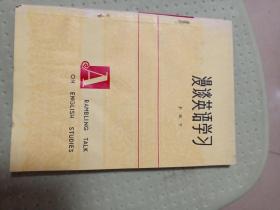 漫谈英语学习
A
RAMBLING TALK
ON ENGLISH STUDIES